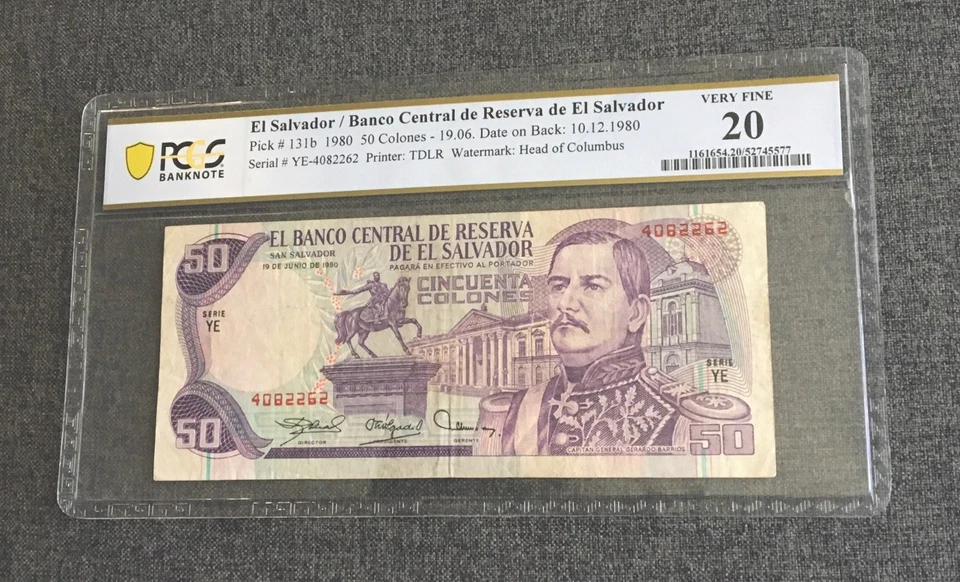 El Salvador / Banco Central de Reserva de El Salvador
Pick # 131b 1980 50 Colones - 19.06. Date on Back: 10.12.1980
Serial # YE-4082262 Printer: TDLR Watermark: Head of Columbus
PCGS
BANKNOTE
VERY FINE
20
1161654.20/52745577
50
EL BANCO CENTRAL DE RESERVA
DE EL SALVADOR
SAN SALVADOR
19 DE JUNIO DE 1980
PAGARÁ EN EFECTIVO AL PORTADOR
4082262
CINCUENTA
COLONES
SERIE
YE
SERIE
YE
4082262
50
DIRECTOR
PRESIDENTE
GERENTE
CAPITAN GENERAL GERARDO BARRIOS
50